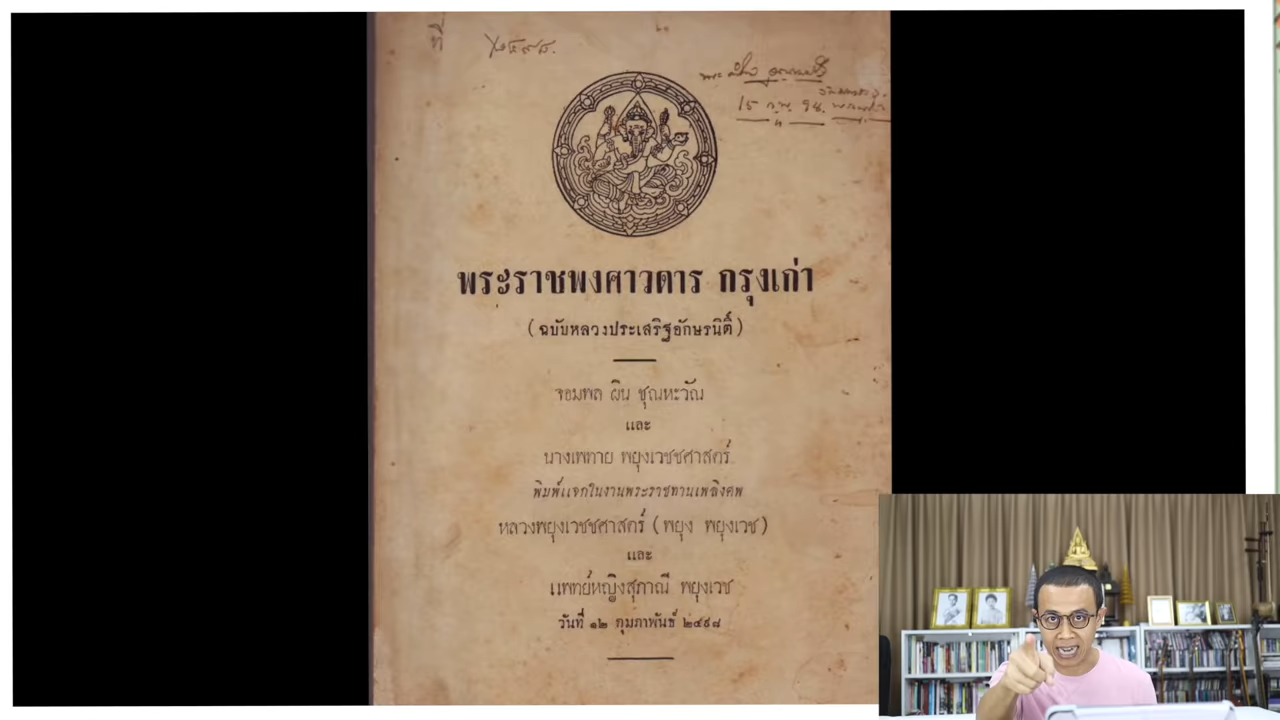 ที่
พระราชพงศาวดาร กรุงเก่า
(ฉบับหลวงประเสริฐอักษรนิติ์)
จอมพล ผิน ชุณหะวัณ
และ
นางเพทาย พยุงเวชชศาสตร์
พิมพ์แจกในงานพระราชทานเพลิงศพ
หลวงพยุงเวชชศาสตร์ (พยุง พยุงเวช)
และ
แพทย์หญิงสุภาณี พยุงเวช
วันที่ ๑๒ กุมภาพันธ์ ๒๔๙๘